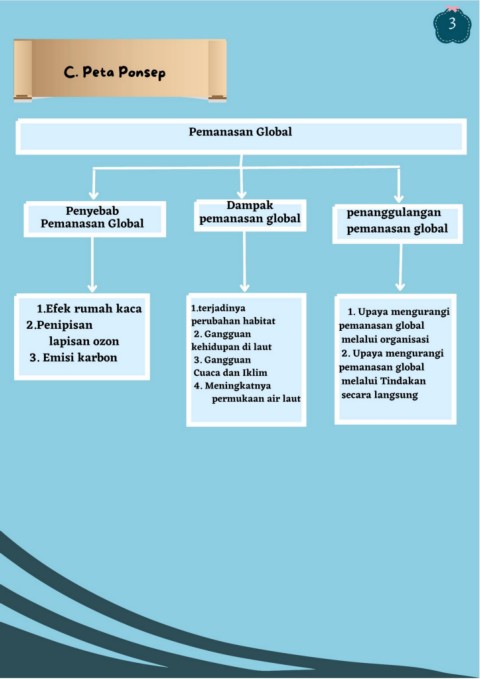 3
C. Peta Ponsep
Pemanasan Global
Penyebab
Pemanasan Global
Dampak
pemanasan global
penanggulangan
pemanasan global
1.Efek rumah kaca
2.Penipisan
lapisan ozon
3. Emisi karbon
1.terjadinya
perubahan habitat
2. Gangguan
kehidupan di laut
3. Gangguan
Cuaca dan Iklim
4. Meningkatnya
permukaan air laut
1. Upaya mengurangi
pemanasan global
melalui organisasi
2. Upaya mengurangi
pemanasan global
melalui Tindakan
secara langsung